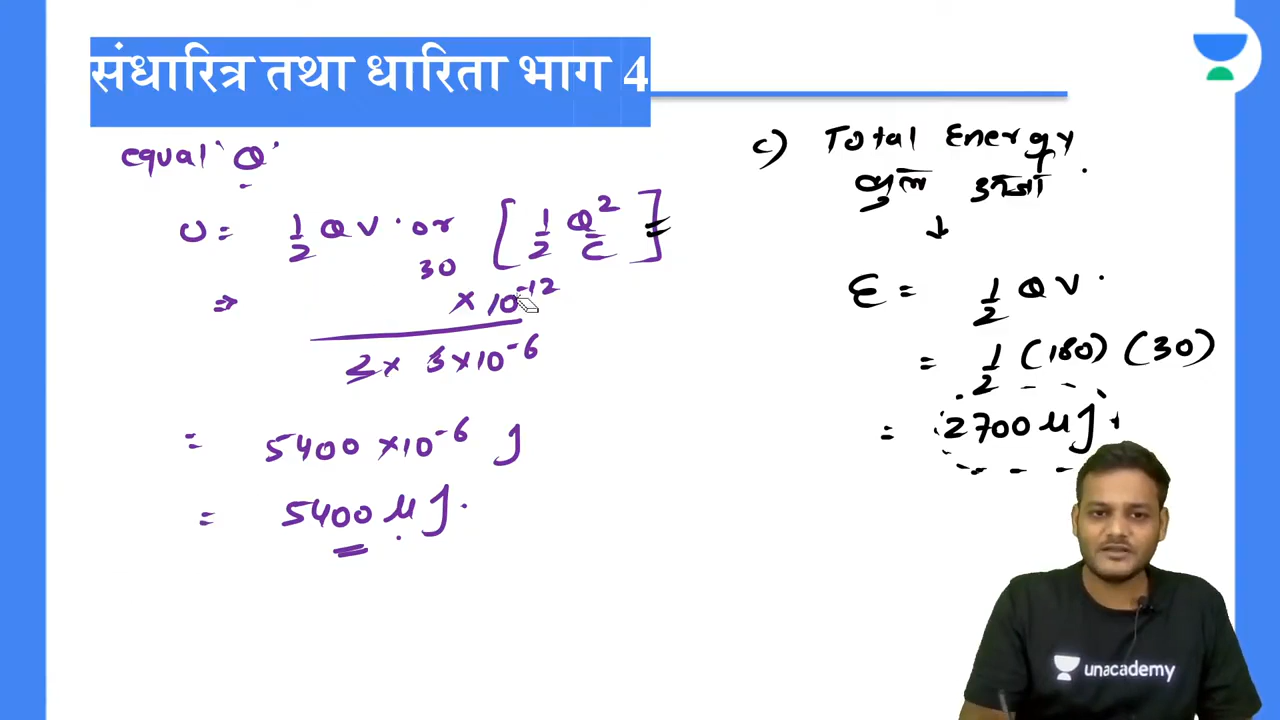 संधारित्र तथा धारिता भाग 4
equal 'Q'
U = 1/2 QV or [1/2 Q²/C] =
30
⇒ × 10⁻¹²
2 × 3 × 10⁻⁶
= 5400 × 10⁻⁶ J
= 5400 μJ.
c) Total Energy
कुल ऊर्जा
↓
E = 1/2 QV.
= 1/2 (180) (30)
= 2700 μJ
unacademy